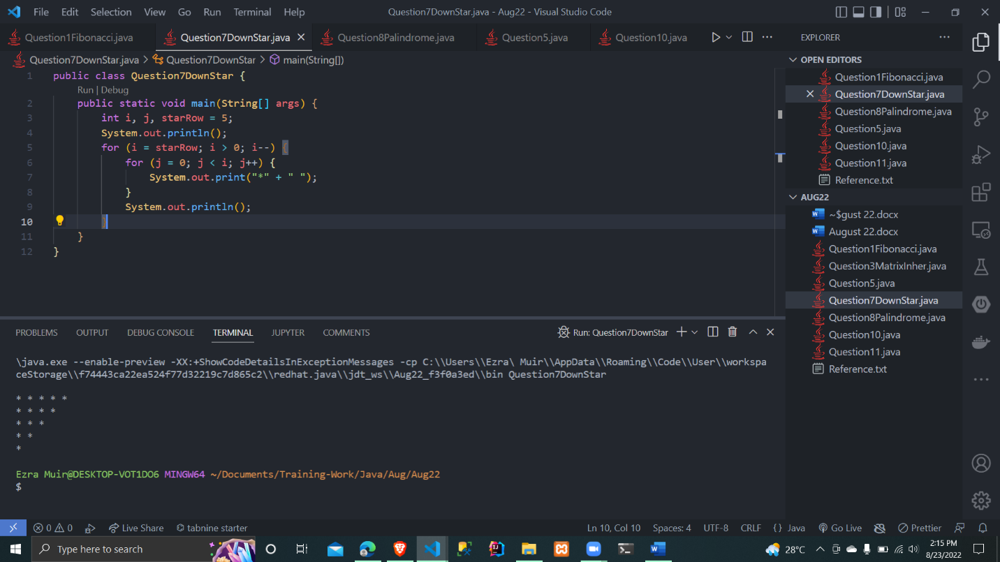 File Edit Selection View Go Run Terminal Help Question7DownStar.java - Aug22 - Visual Studio Code
Question1Fibonacci.java Question7DownStar.java Question8Palindrome.java Question5.java Question10.java
Question7DownStar.java > Question7DownStar > main(String[])
1 public class Question7DownStar {
Run | Debug
2 public static void main(String[] args) {
3 int i, j, starRow = 5;
4 System.out.println();
5 for (i = starRow; i > 0; i--) {
6 for (j = 0; j < i; j++) {
7 System.out.print("*" + " ");
8 }
9 System.out.println();
10 }
11 }
12 }
PROBLEMS OUTPUT DEBUG CONSOLE TERMINAL JUPYTER COMMENTS Run: Question7DownStar
\java.exe --enable-preview -XX:+ShowCodeDetailsInExceptionMessages -cp C:\\Users\\Ezra\ Muir\\AppData\\Roaming\\Code\\User\\workspa
ceStorage\\f74443ca22ea524f77d32219c7d865c2\\redhat.java\\jdt_ws\\Aug22_f3f0a3ed\\bin Question7DownStar
* * * * *
* * * *
* * *
* *
*
Ezra Muir@DESKTOP-VOT1DO6 MINGW64 ~/Documents/Training-Work/Java/Aug/Aug22
$
EXPLORER
OPEN EDITORS
Question1Fibonacci.java
Question7DownStar.java
Question8Palindrome.java
Question5.java
Question10.java
Question11.java
Reference.txt
AUG22
~$gust 22.docx
August 22.docx
Question1Fibonacci.java
Question3MatrixInher.java
Question5.java
Question7DownStar.java
Question8Palindrome.java
Question10.java
Question11.java
Reference.txt
0 0 Live Share tabnine starter Ln 10, Col 10 Spaces: 4 UTF-8 CRLF {} Java Go Live Prettier
Type here to search 28°C 2:15 PM
8/23/2022